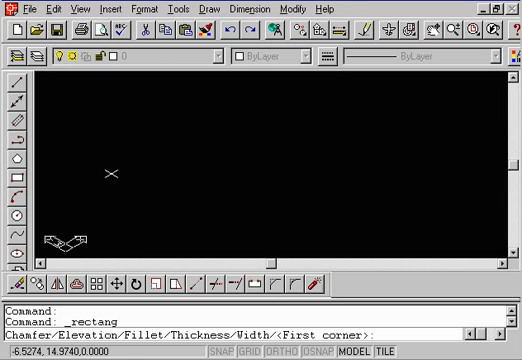 File Edit View Insert Format Tools Draw Dimension Modify Help
ABC
0 ByLayer ByLayer
Command:
Command: _rectang
Chamfer/Elevation/Fillet/Thickness/Width/<First corner>:
-6.5274, 14.9740,0.0000 SNAP GRID ORTHO OSNAP MODEL TILE